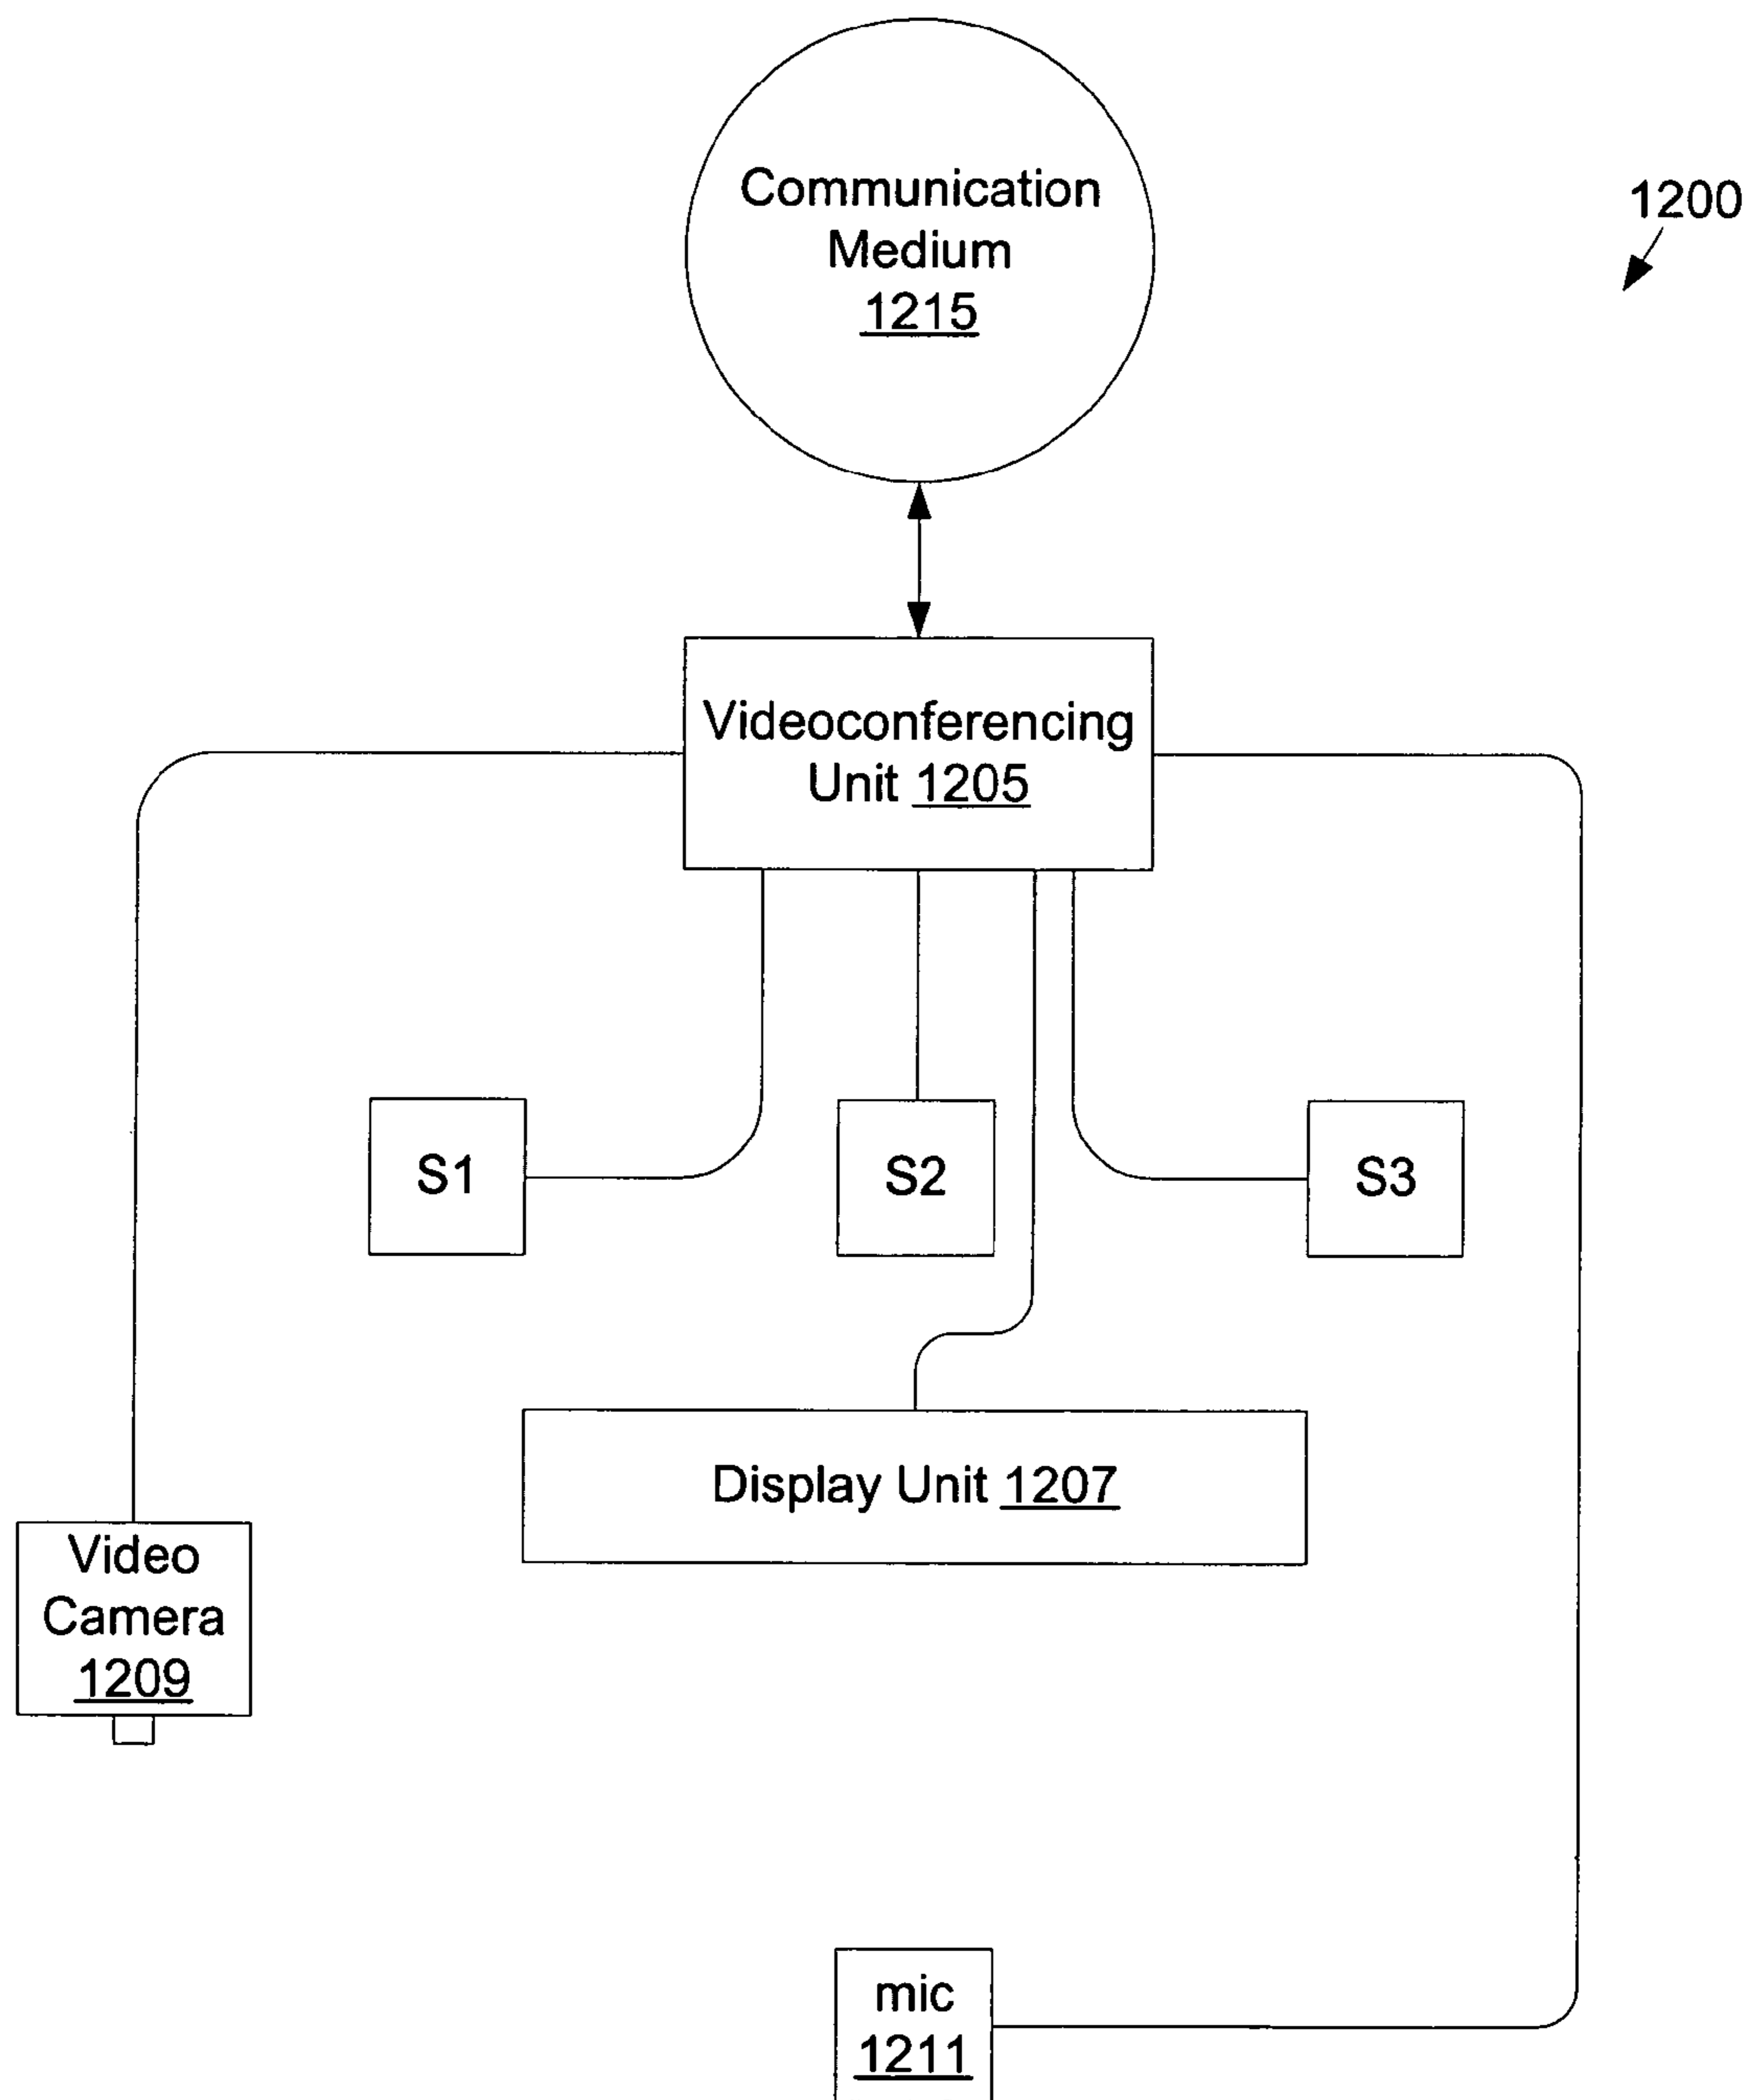 Communication
Medium
1215
1200
Videoconferencing
Unit 1205
S1
S2
S3
Display Unit 1207
Video
Camera
1209
mic
1211